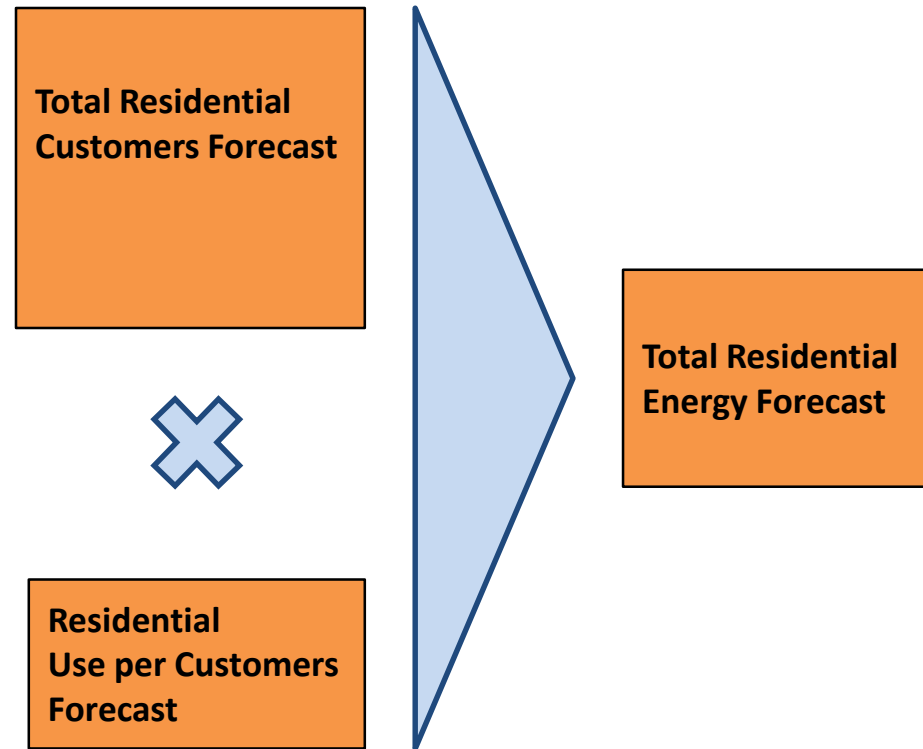 Total Residential
Customers Forecast
Total Residential
Energy Forecast
Residential
Use per Customers
Forecast